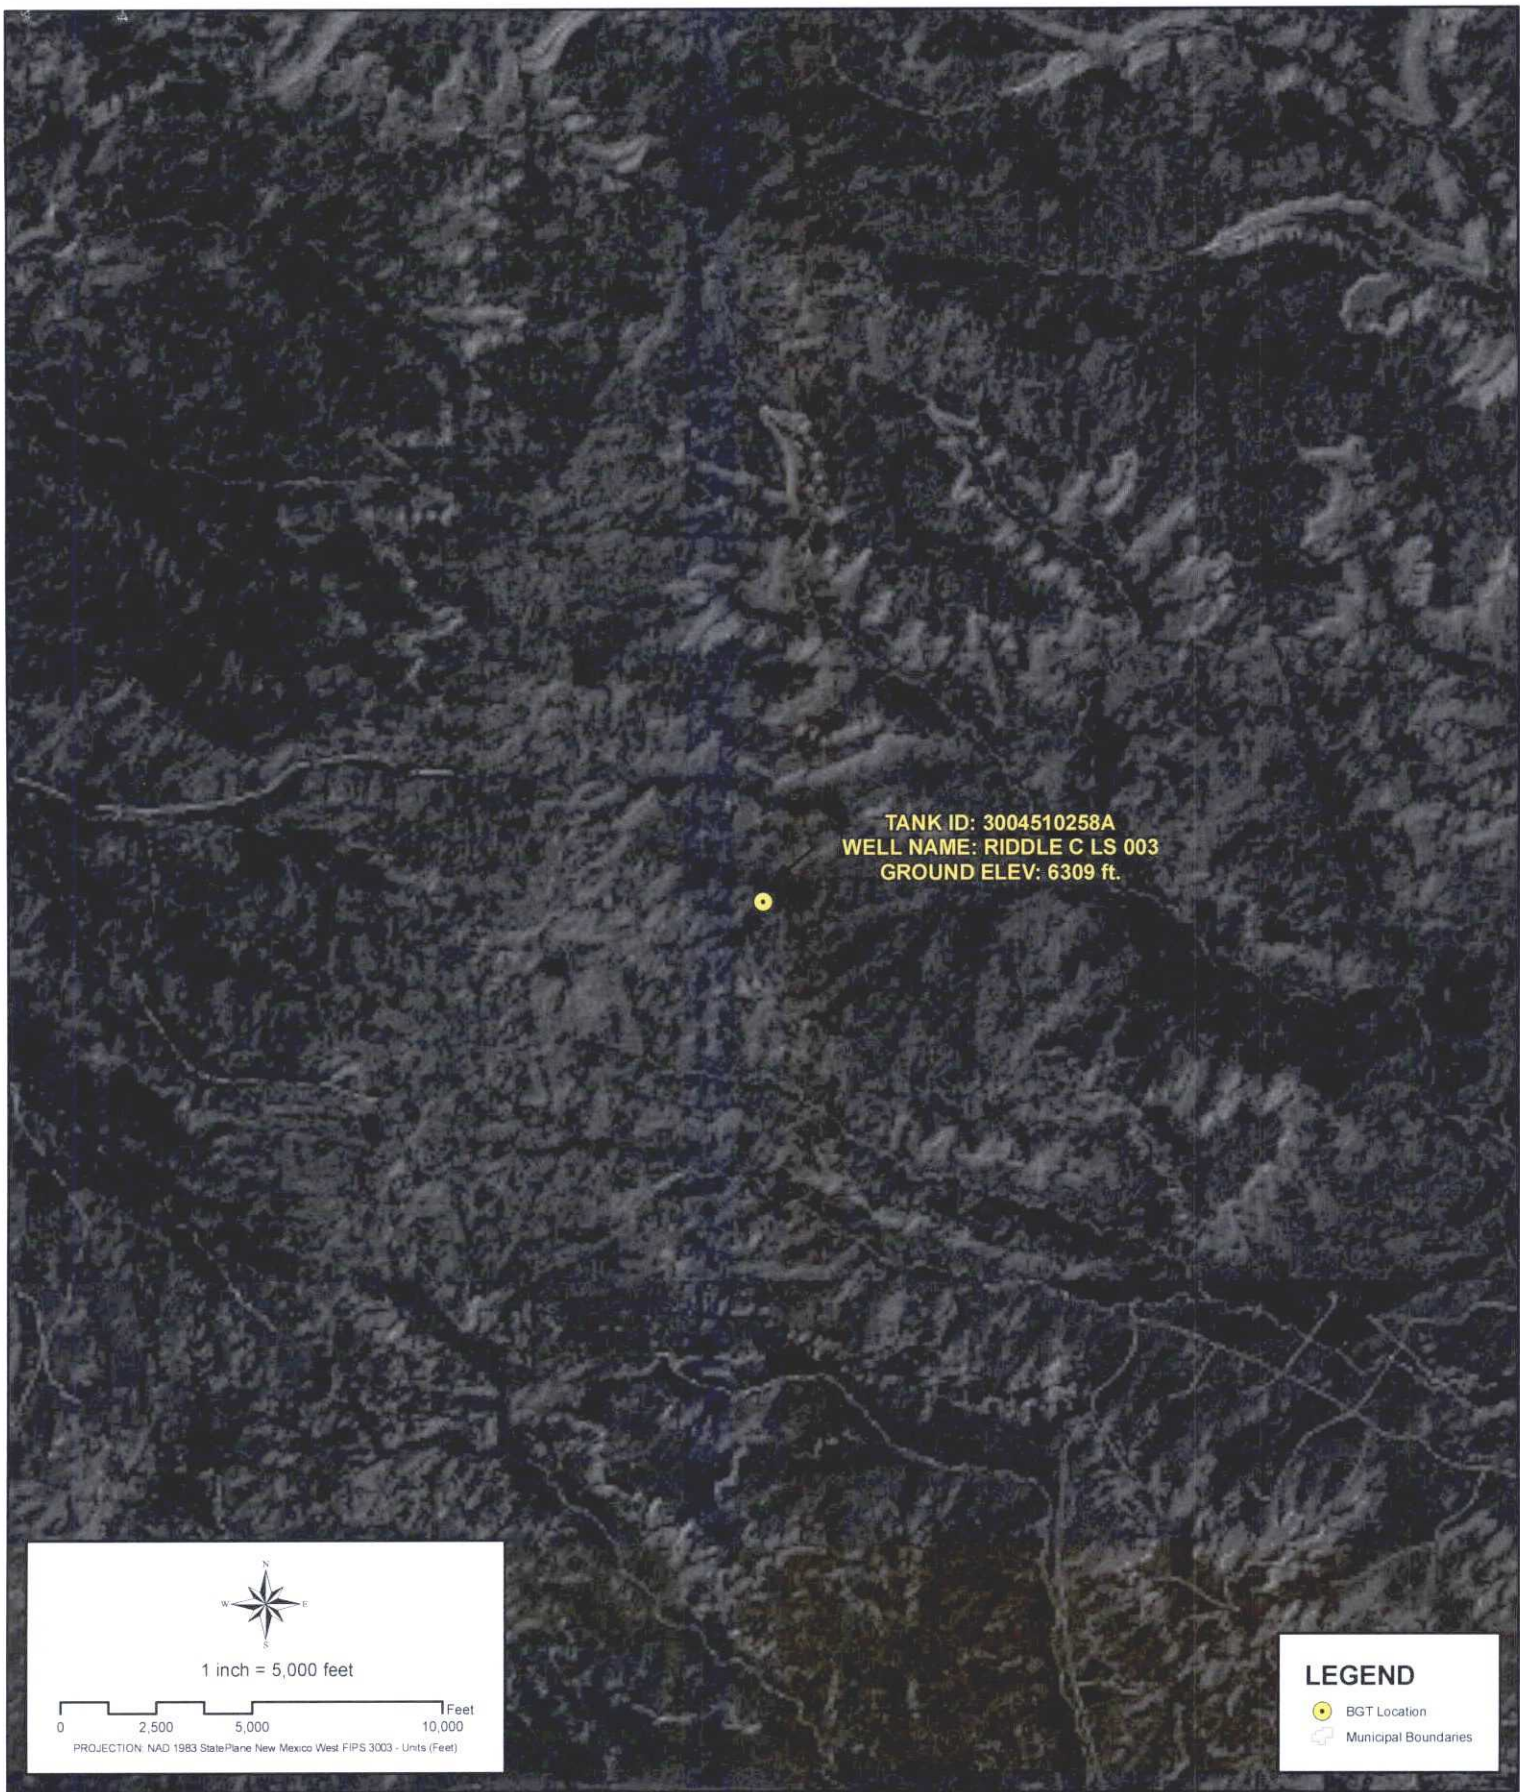 TANK ID: 3004510258A
WELL NAME: RIDDLE C LS 003
GROUND ELEV: 6309 ft.
N
W E
S
1 inch = 5,000 feet
Feet
0 2,500 5,000 10,000
PROJECTION: NAD 1983 StatePlane New Mexico West FIPS 3003 - Units (Feet)
LEGEND
BGT Location
Municipal Boundaries